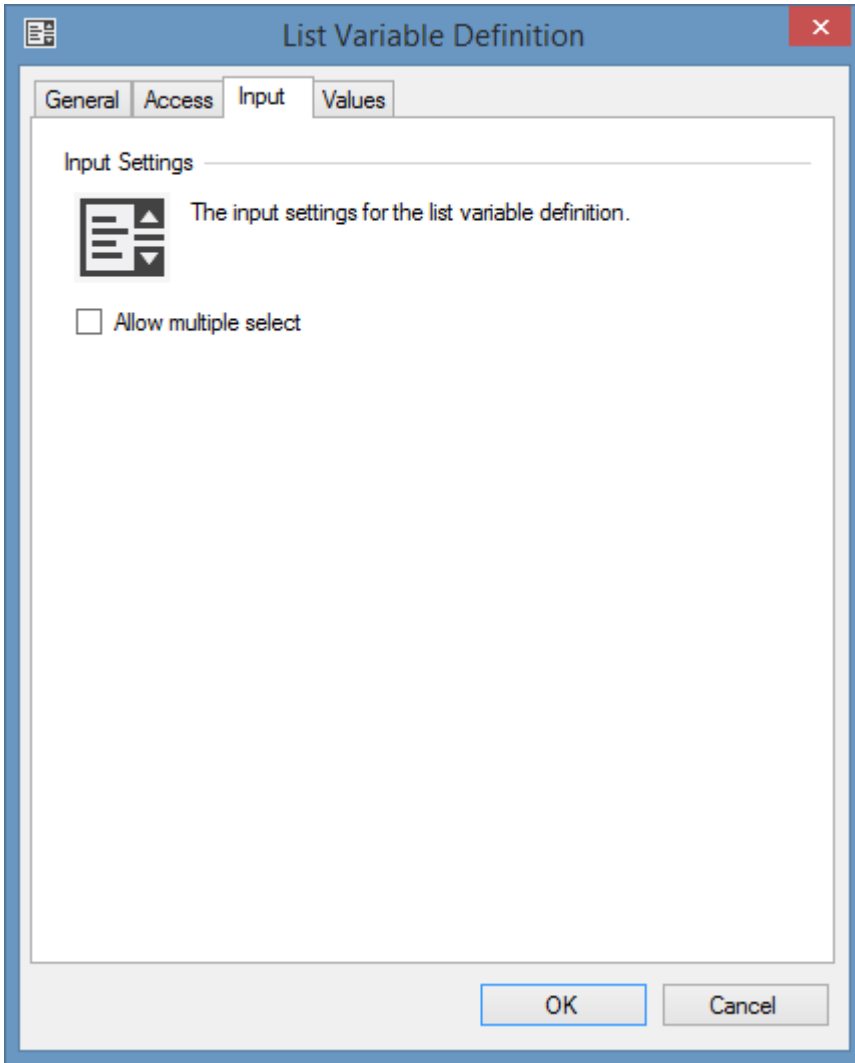 List Variable Definition
General Access Input Values
Input Settings
The input settings for the list variable definition.
Allow multiple select
OK Cancel